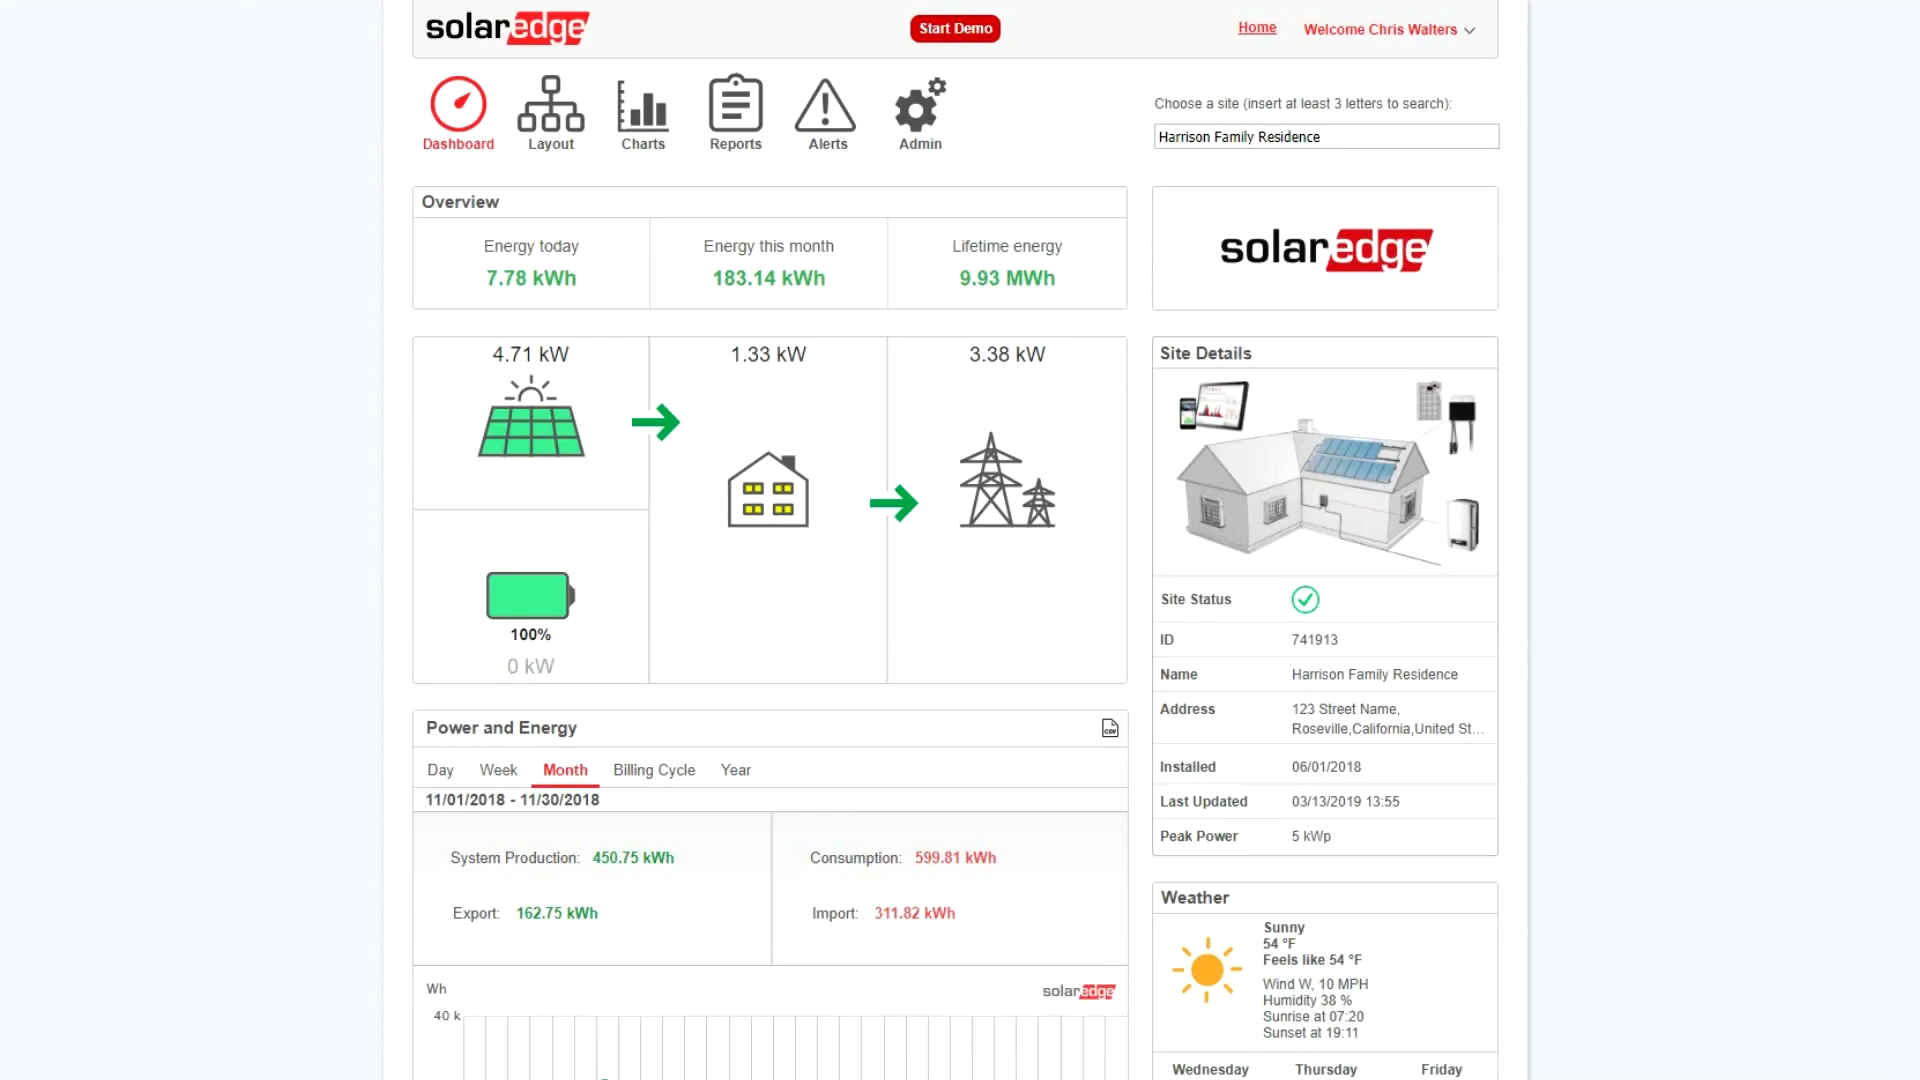 solaredge
Start Demo
Home
Welcome Chris Walters
Dashboard
Layout
Charts
Reports
Alerts
Admin
Choose a site (insert at least 3 letters to search):
Harrison Family Residence
Overview
Energy today
7.78 kWh
Energy this month
183.14 kWh
Lifetime energy
9.93 MWh
solaredge
4.71 kW
1.33 kW
3.38 kW
100%
0 kW
Site Details
Site Status
ID 741913
Name Harrison Family Residence
Address 123 Street Name,
Roseville,California,United St...
Installed 06/01/2018
Last Updated 03/13/2019 13:55
Peak Power 5 kWp
Power and Energy
CSV
Day Week Month Billing Cycle Year
11/01/2018 - 11/30/2018
System Production: 450.75 kWh
Consumption: 599.81 kWh
Export: 162.75 kWh
Import: 311.82 kWh
Wh
solaredge
40 k
Weather
Sunny
54 °F
Feels like 54 °F
Wind W, 10 MPH
Humidity 38 %
Sunrise at 07:20
Sunset at 19:11
Wednesday Thursday Friday